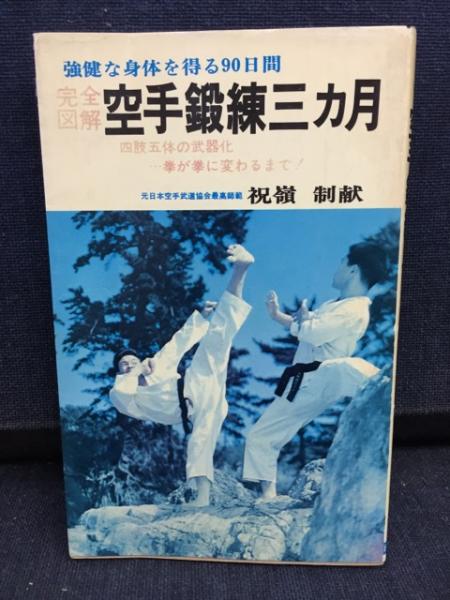 強健な身体を得る90日間
完全図解 空手鍛練三カ月
四肢五体の武器化
…拳が拳に変わるまで！
元日本空手武道協会最高師範 祝嶺 制献